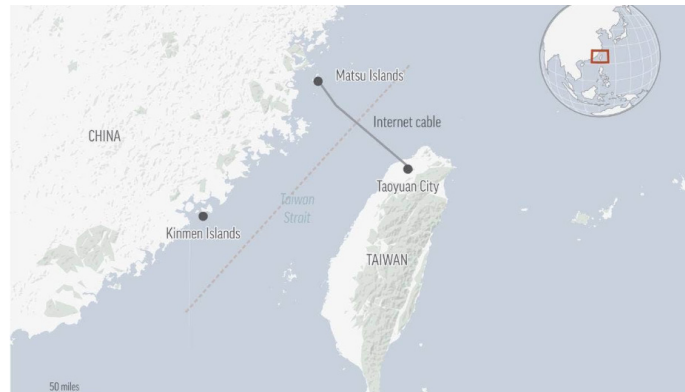 Matsu Islands
CHINA
Internet cable
Taoyuan City
Taiwan
Strait
Kinmen Islands
TAIWAN
50 miles